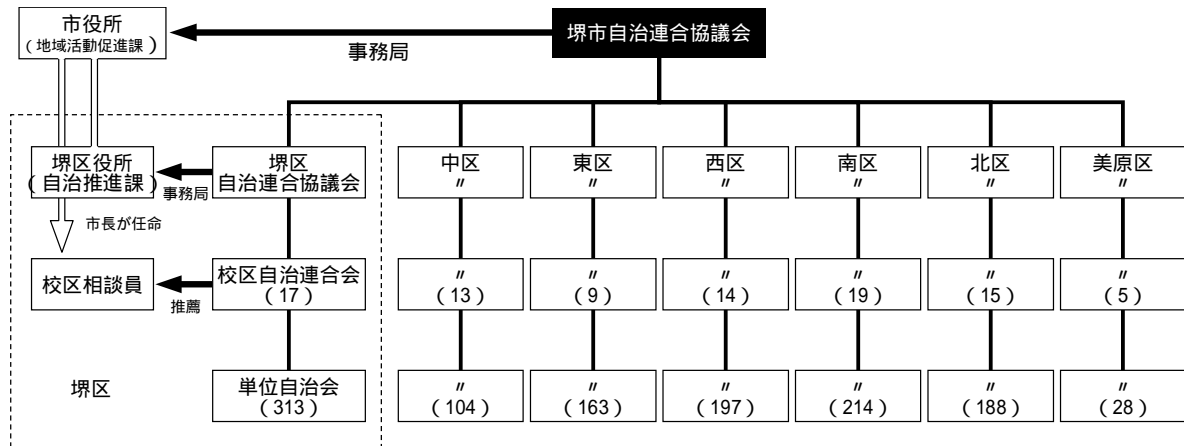 市役所
（地域活動促進課）
堺市自治連合協議会
事務局
堺区役所
（自治推進課）
事務局
堺区
自治連合協議会
中区
〃
東区
〃
西区
〃
南区
〃
北区
〃
美原区
〃
市長が任命
校区相談員
推薦
校区自治連合会
（17）
〃
（13）
〃
（9）
〃
（14）
〃
（19）
〃
（15）
〃
（5）
堺区
単位自治会
（313）
〃
（104）
〃
（163）
〃
（197）
〃
（214）
〃
（188）
〃
（28）